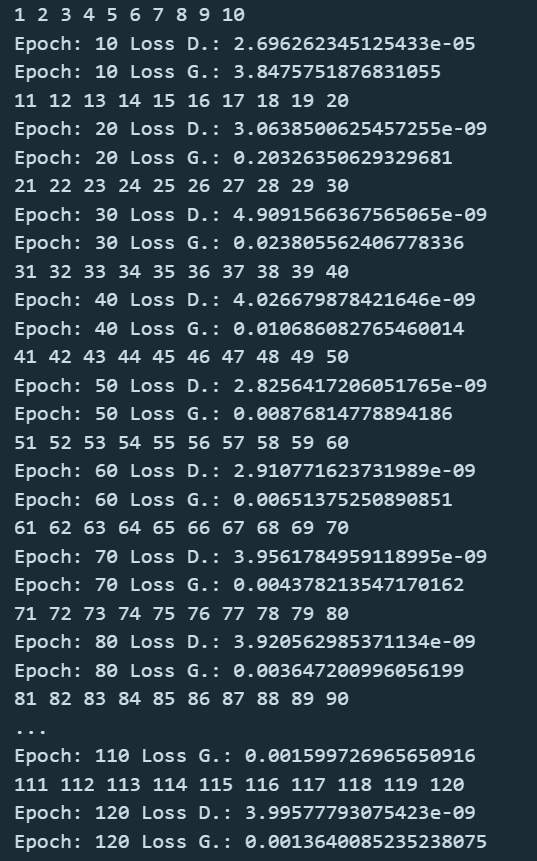 1 2 3 4 5 6 7 8 9 10
Epoch: 10 Loss D.: 2.696262345125433e-05
Epoch: 10 Loss G.: 3.8475751876831055
11 12 13 14 15 16 17 18 19 20
Epoch: 20 Loss D.: 3.0638500625457255e-09
Epoch: 20 Loss G.: 0.20326350629329681
21 22 23 24 25 26 27 28 29 30
Epoch: 30 Loss D.: 4.9091566367565065e-09
Epoch: 30 Loss G.: 0.023805562406778336
31 32 33 34 35 36 37 38 39 40
Epoch: 40 Loss D.: 4.026679878421646e-09
Epoch: 40 Loss G.: 0.010686082765460014
41 42 43 44 45 46 47 48 49 50
Epoch: 50 Loss D.: 2.8256417206051765e-09
Epoch: 50 Loss G.: 0.00876814778894186
51 52 53 54 55 56 57 58 59 60
Epoch: 60 Loss D.: 2.910771623731989e-09
Epoch: 60 Loss G.: 0.00651375250890851
61 62 63 64 65 66 67 68 69 70
Epoch: 70 Loss D.: 3.9561784959118995e-09
Epoch: 70 Loss G.: 0.004378213547170162
71 72 73 74 75 76 77 78 79 80
Epoch: 80 Loss D.: 3.920562985371134e-09
Epoch: 80 Loss G.: 0.003647200996056199
81 82 83 84 85 86 87 88 89 90
...
Epoch: 110 Loss G.: 0.001599726965650916
111 112 113 114 115 116 117 118 119 120
Epoch: 120 Loss D.: 3.99577793075423e-09
Epoch: 120 Loss G.: 0.0013640085235238075